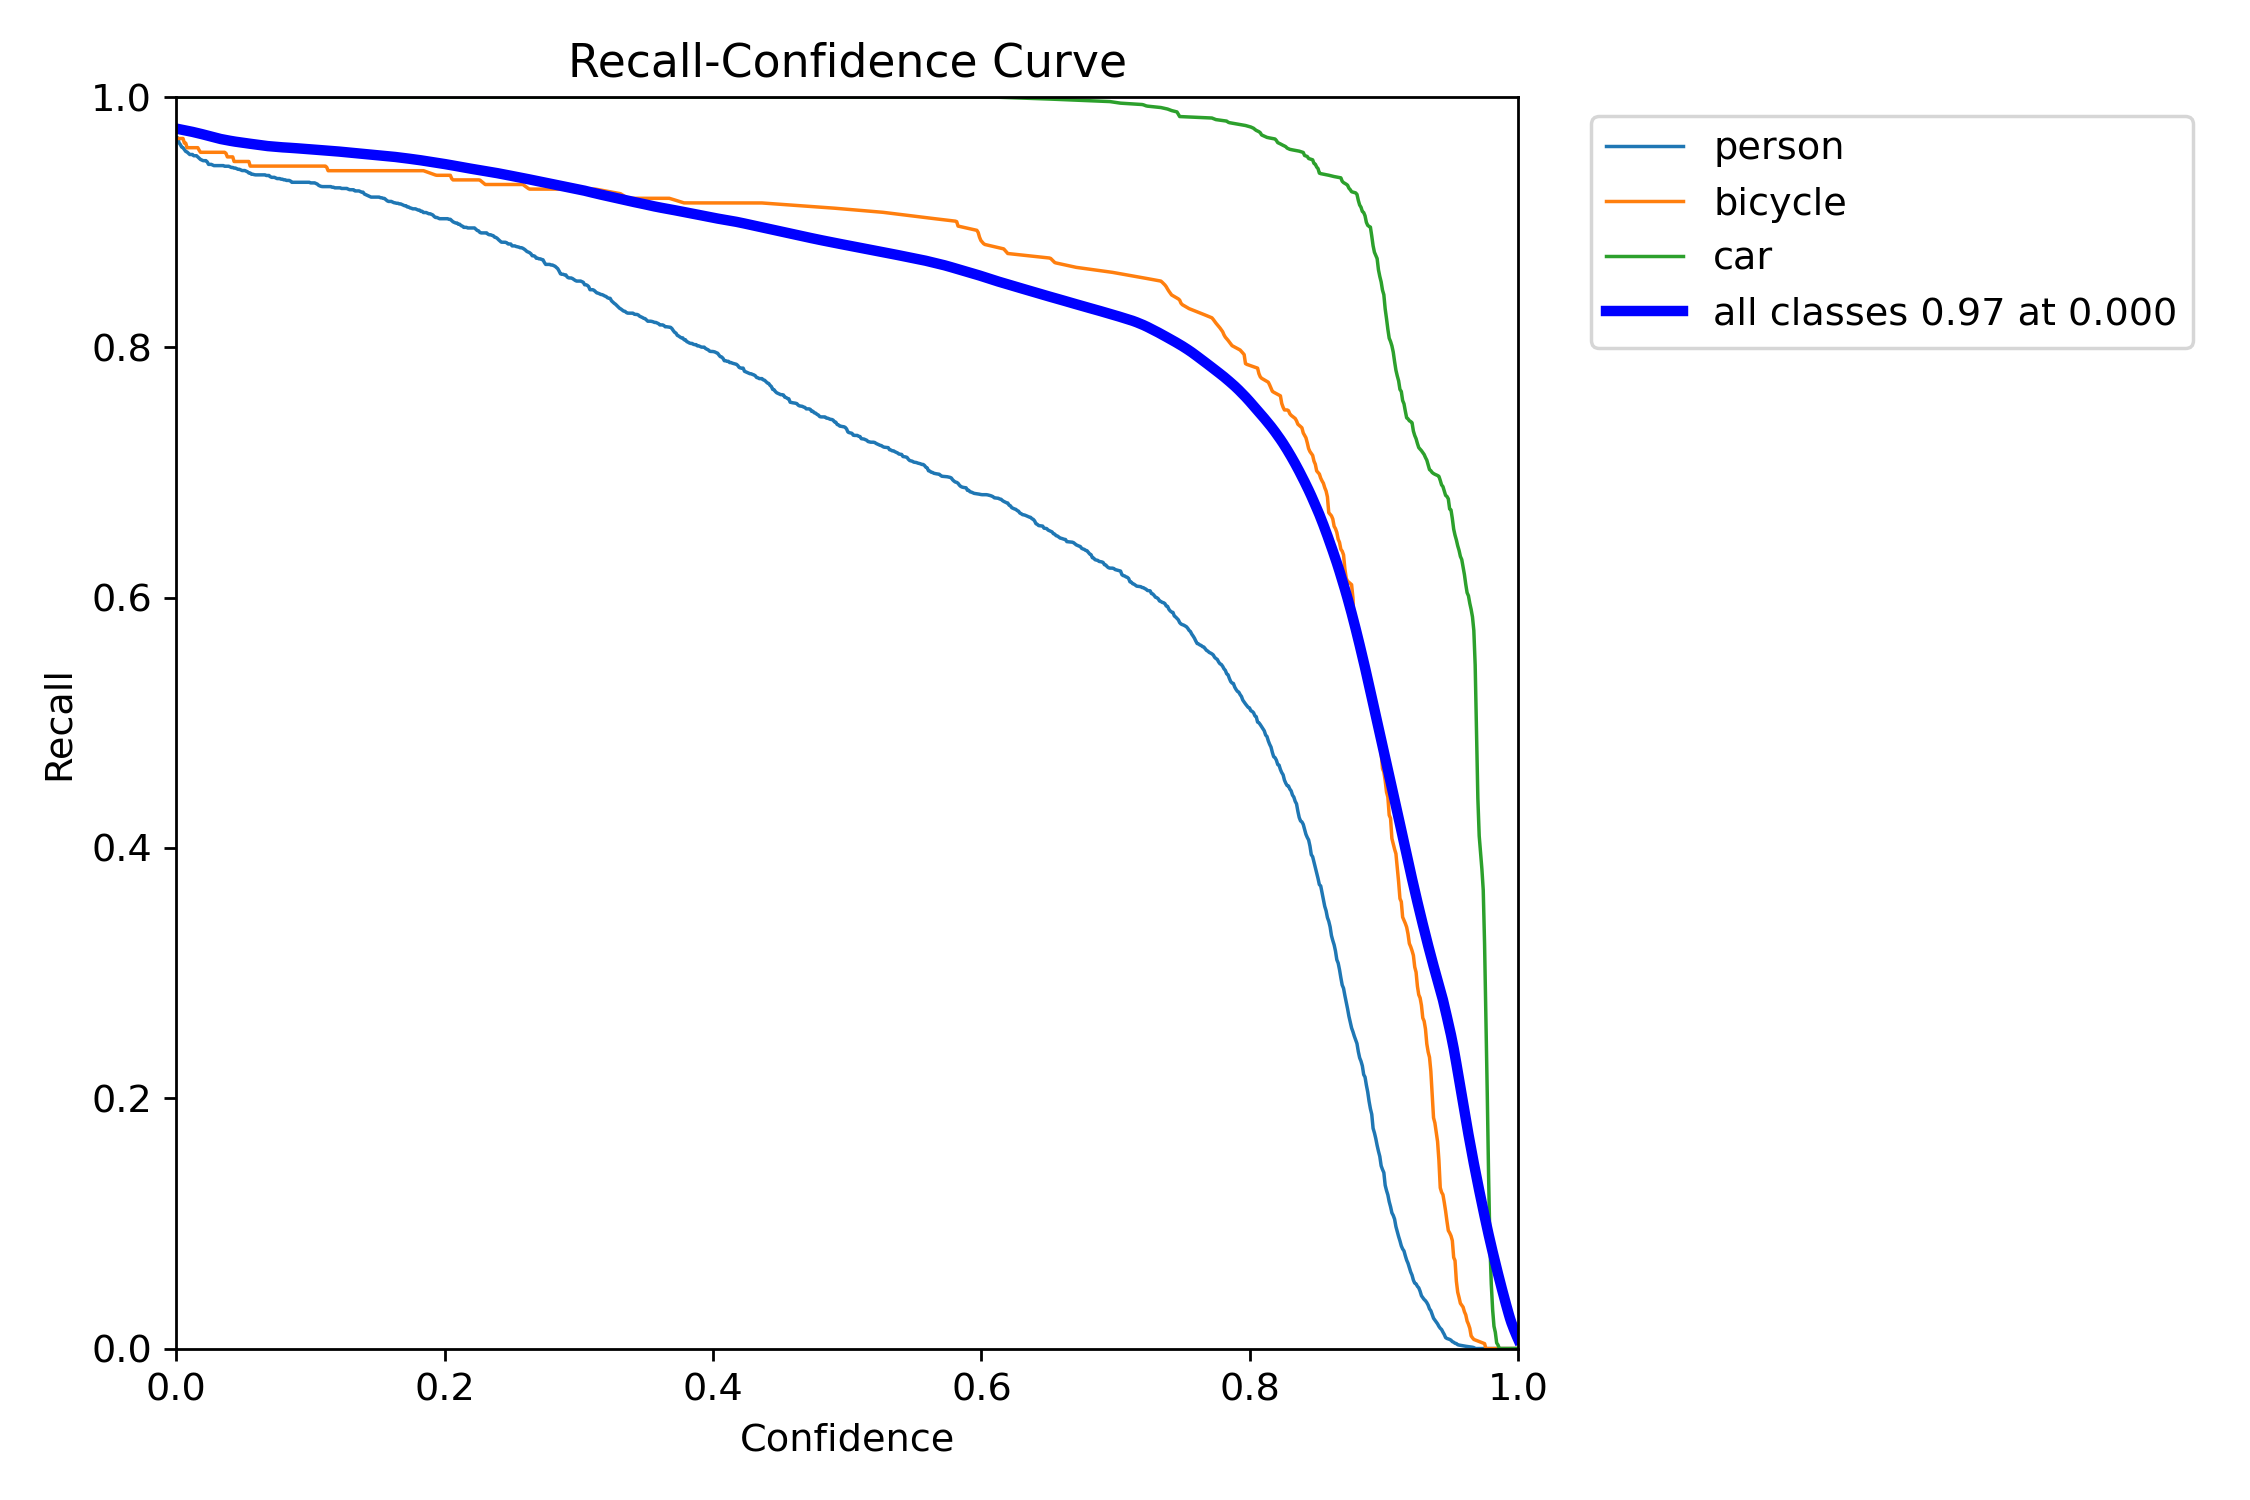 Recall-Confidence Curve
1.0
0.8
0.6
0.4
0.2
0.0
Recall
0.0 0.2 0.4 0.6 0.8 1.0
Confidence
person
bicycle
car
all classes 0.97 at 0.000